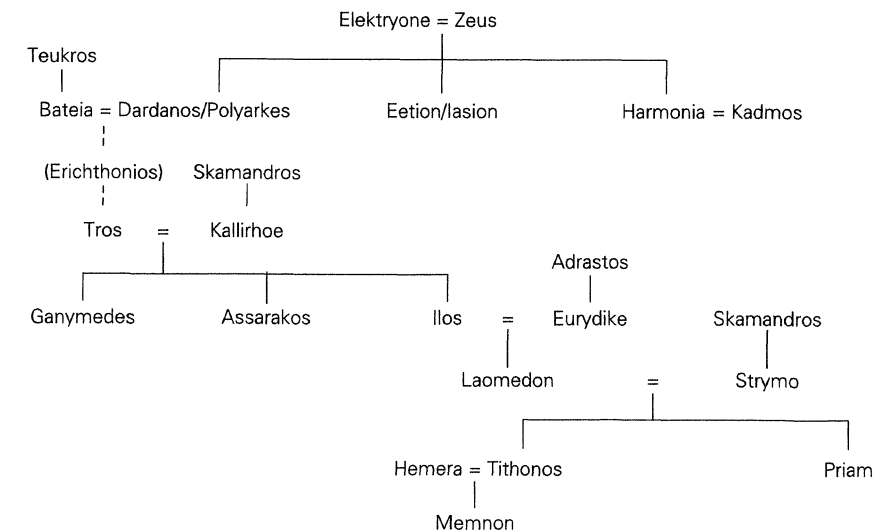 Elektryone = Zeus
Teukros
Bateia = Dardanos/Polyarkes Eetion/Iasion Harmonia = Kadmos
(Erichthonios) Skamandros
Tros = Kallirhoe
Adrastos
Ganymedes Assarakos Ilos = Eurydike Skamandros
Laomedon = Strymo
Hemera = Tithonos Priam
Memnon